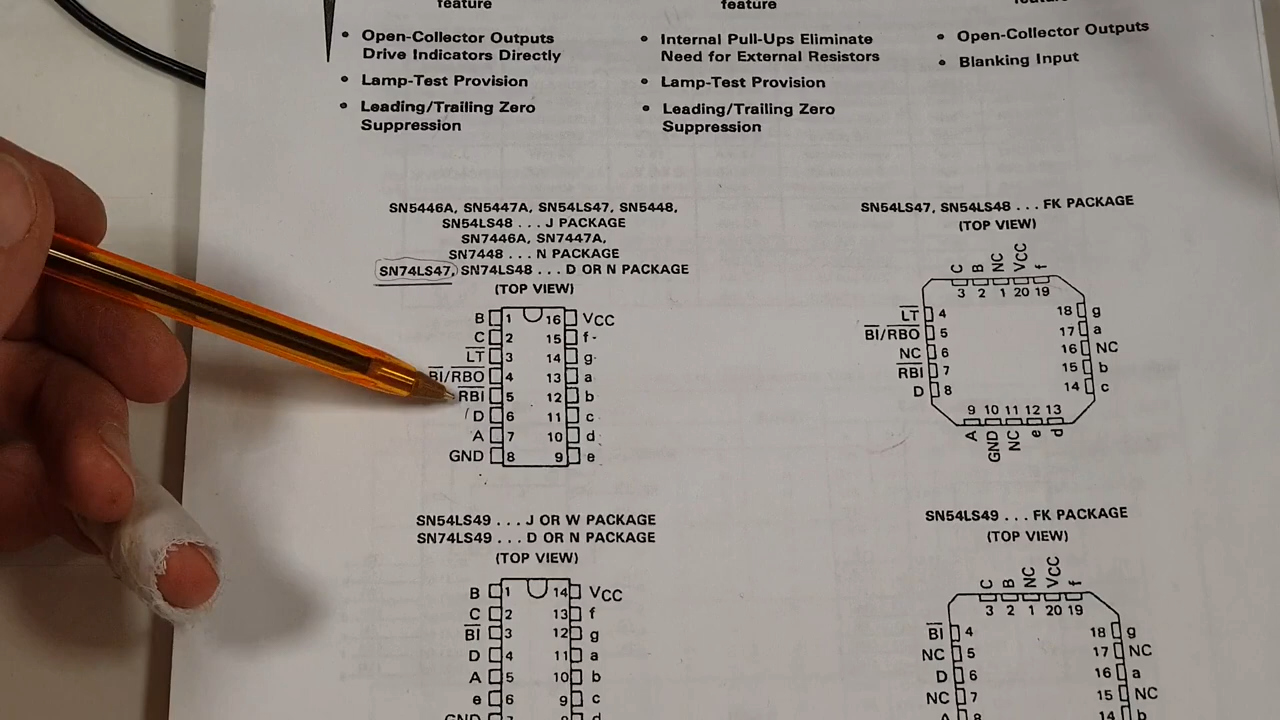 feature
Open-Collector Outputs
Drive Indicators Directly
Lamp-Test Provision
Leading/Trailing Zero
Suppression
feature
Internal Pull-Ups Eliminate
Need for External Resistors
Lamp-Test Provision
Leading/Trailing Zero
Suppression
Open-Collector Outputs
Blanking Input
SN5446A, SN5447A, SN54LS47, SN5448,
SN54LS48 . . . J PACKAGE
SN7446A, SN7447A,
SN7448 . . . N PACKAGE
SN74LS47, SN74LS48 . . . D OR N PACKAGE
(TOP VIEW)
B 1 16 VCC
C 2 15 f
LT 3 14 g
BI/RBO 4 13 a
RBI 5 12 b
D 6 11 c
A 7 10 d
GND 8 9 e
SN54LS47, SN54LS48 . . . FK PACKAGE
(TOP VIEW)
C B NC VCC f
3 2 1 20 19
LT 4 18 g
BI/RBO 5 17 a
NC 6 16 NC
RBI 7 15 b
D 8 14 c
9 10 11 12 13
A GND NC e d
SN54LS49 . . . J OR W PACKAGE
SN74LS49 . . . D OR N PACKAGE
(TOP VIEW)
B 1 14 VCC
C 2 13 f
BI 3 12 g
D 4 11 a
A 5 10 b
e 6 9 c
SN54LS49 . . . FK PACKAGE
(TOP VIEW)
C B NC VCC f
3 2 1 20 19
BI 4 18 g
NC 5 17 NC
D 6 16 a
NC 7 15 NC
14 b